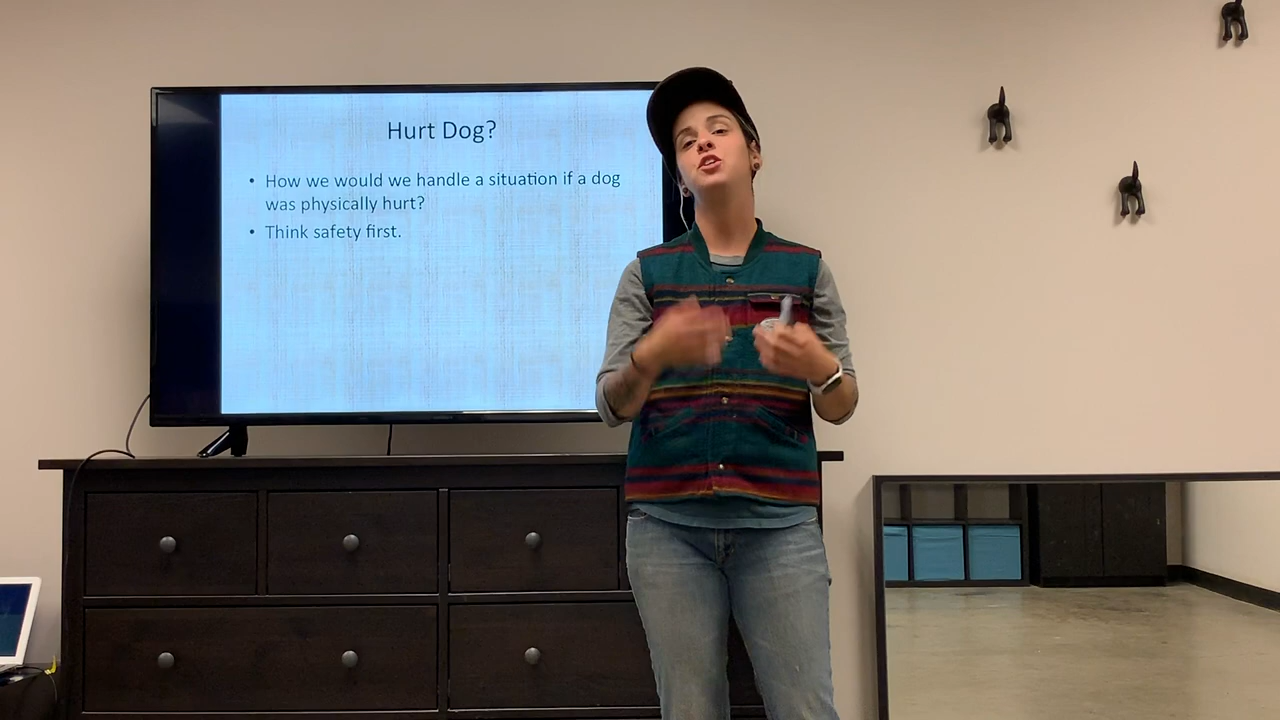 Hurt Dog?
• How we would we handle a situation if a dog
was physically hurt?
• Think safety first.